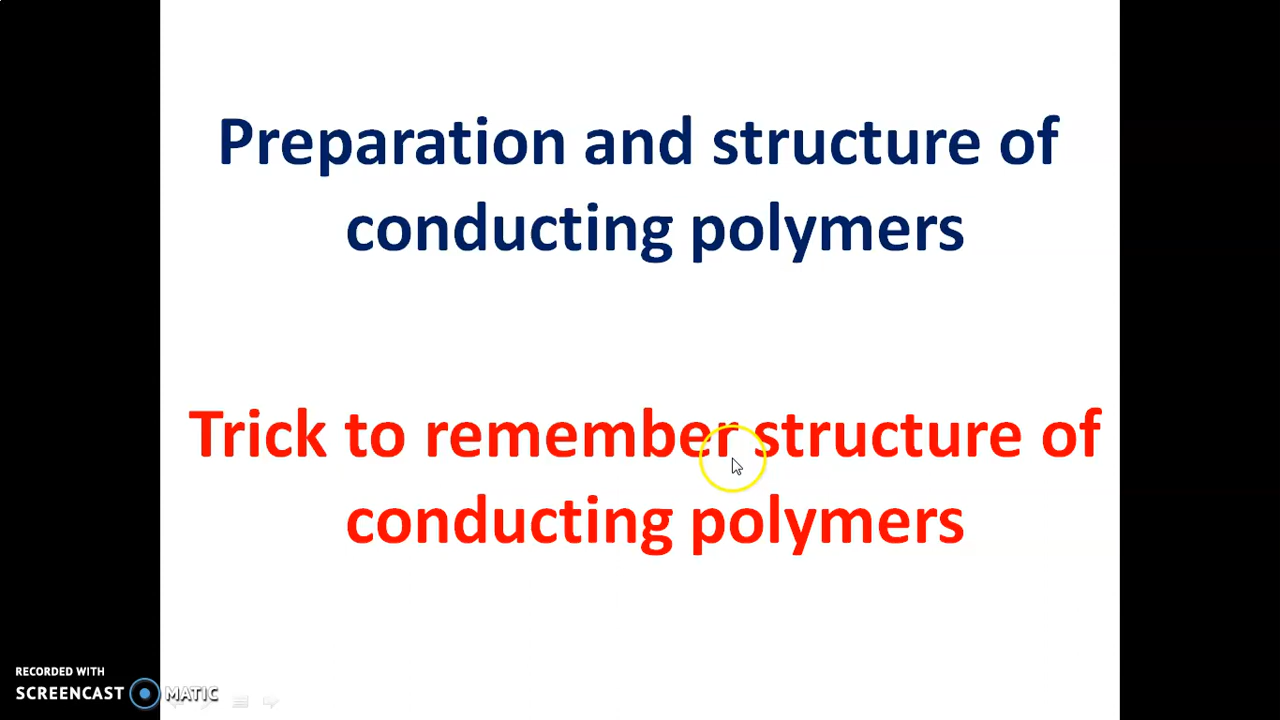 Preparation and structure of
conducting polymers
Trick to remember structure of
conducting polymers
RECORDED WITH
SCREENCAST MATIC